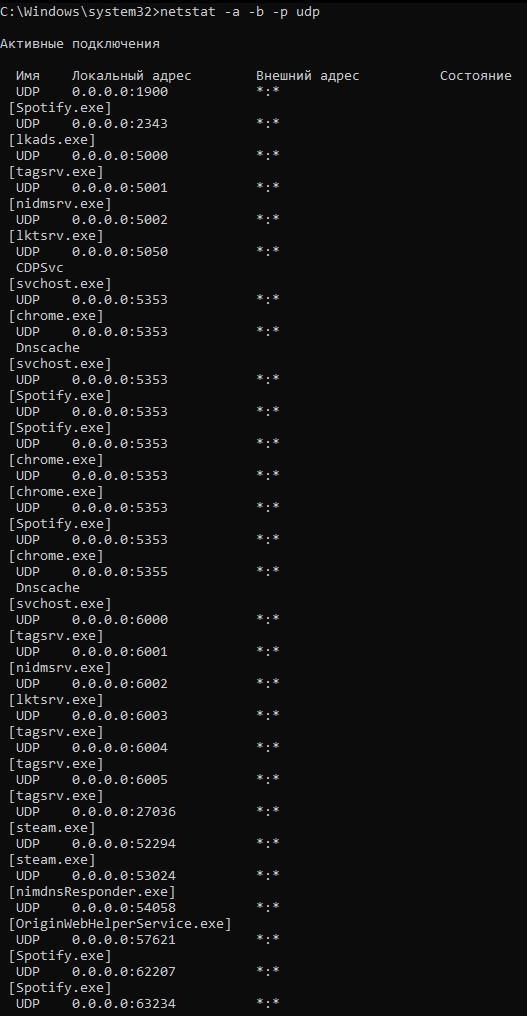 C:\Windows\system32>netstat -a -b -p udp
Активные подключения
Имя Локальный адрес Внешний адрес Состояние
UDP 0.0.0.0:1900 *:*
[Spotify.exe]
UDP 0.0.0.0:2343 *:*
[lkads.exe]
UDP 0.0.0.0:5000 *:*
[tagsrv.exe]
UDP 0.0.0.0:5001 *:*
[nidmsrv.exe]
UDP 0.0.0.0:5002 *:*
[lktsrv.exe]
UDP 0.0.0.0:5050 *:*
CDPSvc
[svchost.exe]
UDP 0.0.0.0:5353 *:*
[chrome.exe]
UDP 0.0.0.0:5353 *:*
Dnscache
[svchost.exe]
UDP 0.0.0.0:5353 *:*
[Spotify.exe]
UDP 0.0.0.0:5353 *:*
[Spotify.exe]
UDP 0.0.0.0:5353 *:*
[chrome.exe]
UDP 0.0.0.0:5353 *:*
[chrome.exe]
UDP 0.0.0.0:5353 *:*
[Spotify.exe]
UDP 0.0.0.0:5353 *:*
[chrome.exe]
UDP 0.0.0.0:5355 *:*
Dnscache
[svchost.exe]
UDP 0.0.0.0:6000 *:*
[tagsrv.exe]
UDP 0.0.0.0:6001 *:*
[nidmsrv.exe]
UDP 0.0.0.0:6002 *:*
[lktsrv.exe]
UDP 0.0.0.0:6003 *:*
[tagsrv.exe]
UDP 0.0.0.0:6004 *:*
[tagsrv.exe]
UDP 0.0.0.0:6005 *:*
[tagsrv.exe]
UDP 0.0.0.0:27036 *:*
[steam.exe]
UDP 0.0.0.0:52294 *:*
[steam.exe]
UDP 0.0.0.0:53024 *:*
[nimdnsResponder.exe]
UDP 0.0.0.0:54058 *:*
[OriginWebHelperService.exe]
UDP 0.0.0.0:57621 *:*
[Spotify.exe]
UDP 0.0.0.0:62207 *:*
[Spotify.exe]
UDP 0.0.0.0:63234 *:*